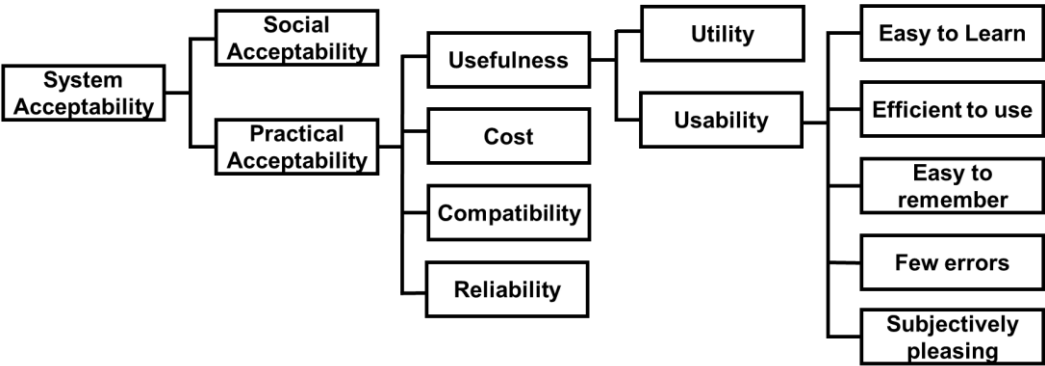 System
Acceptability
Social
Acceptability
Practical
Acceptability
Usefulness
Cost
Compatibility
Reliability
Utility
Usability
Easy to Learn
Efficient to use
Easy to
remember
Few errors
Subjectively
pleasing